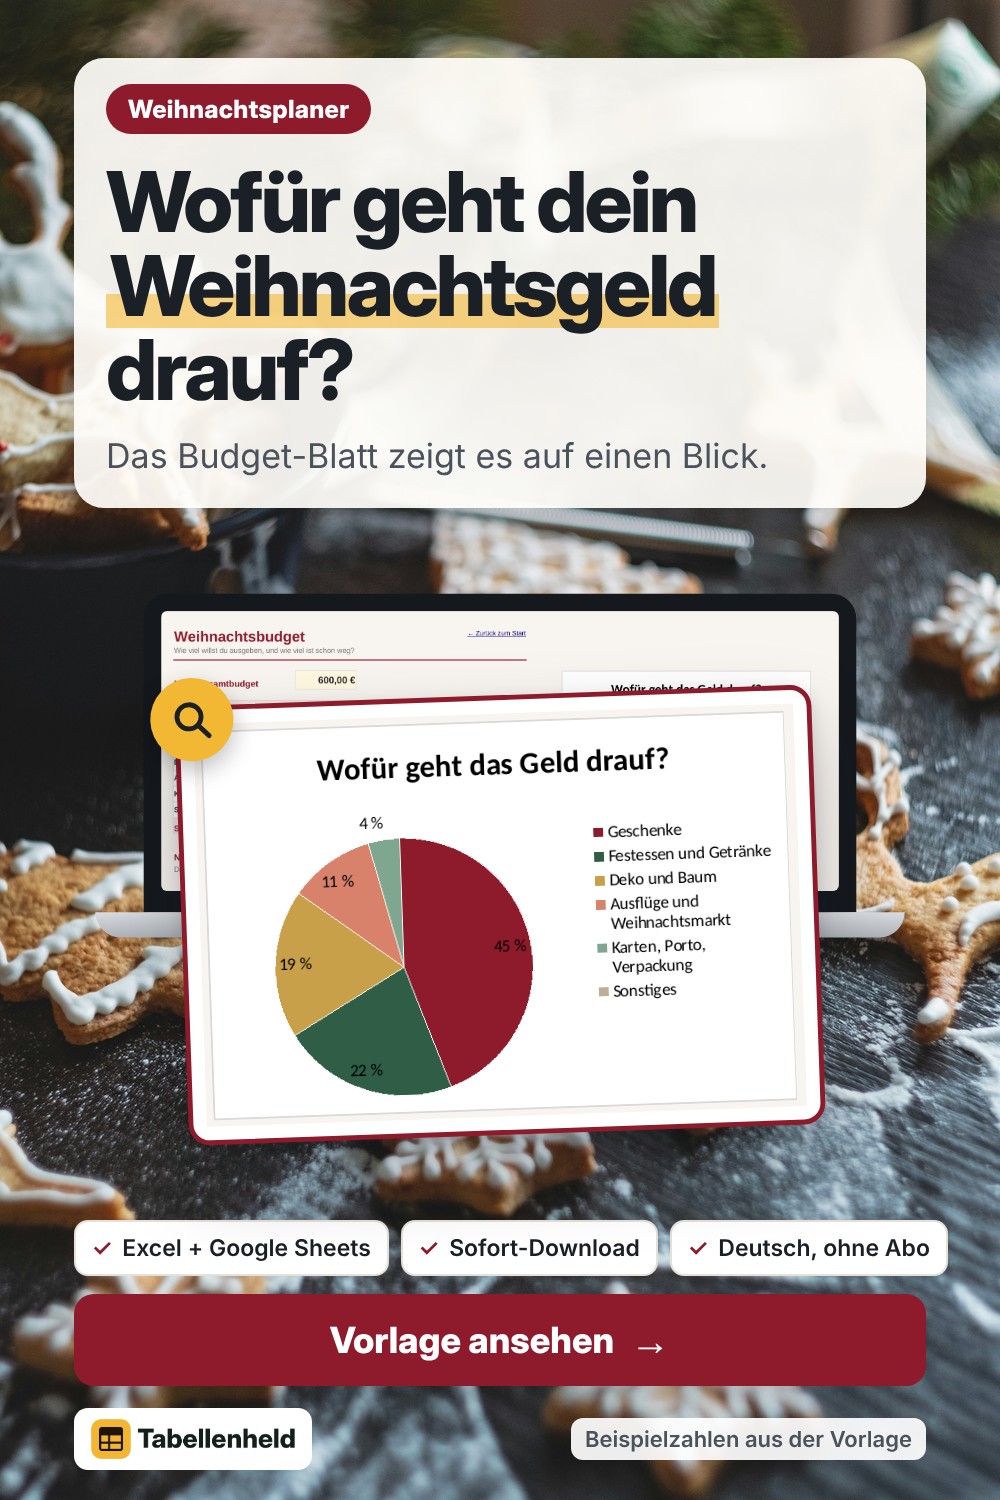 Weihnachtsplaner
Wofür geht dein
Weihnachtsgeld
drauf?
Das Budget-Blatt zeigt es auf einen Blick.
Weihnachtsbudget
← Zurück zum Start
Wie viel willst du ausgeben, und wie viel ist schon weg?
600,00 €
Wofür geht das Geld drauf?
4 %
11 %
19 %
22 %
45 %
Geschenke
Festessen und Getränke
Deko und Baum
Ausflüge und
Weihnachtsmarkt
Karten, Porto,
Verpackung
Sonstiges
✓ Excel + Google Sheets
✓ Sofort-Download
✓ Deutsch, ohne Abo
Vorlage ansehen →
Tabellenheld
Beispielzahlen aus der Vorlage